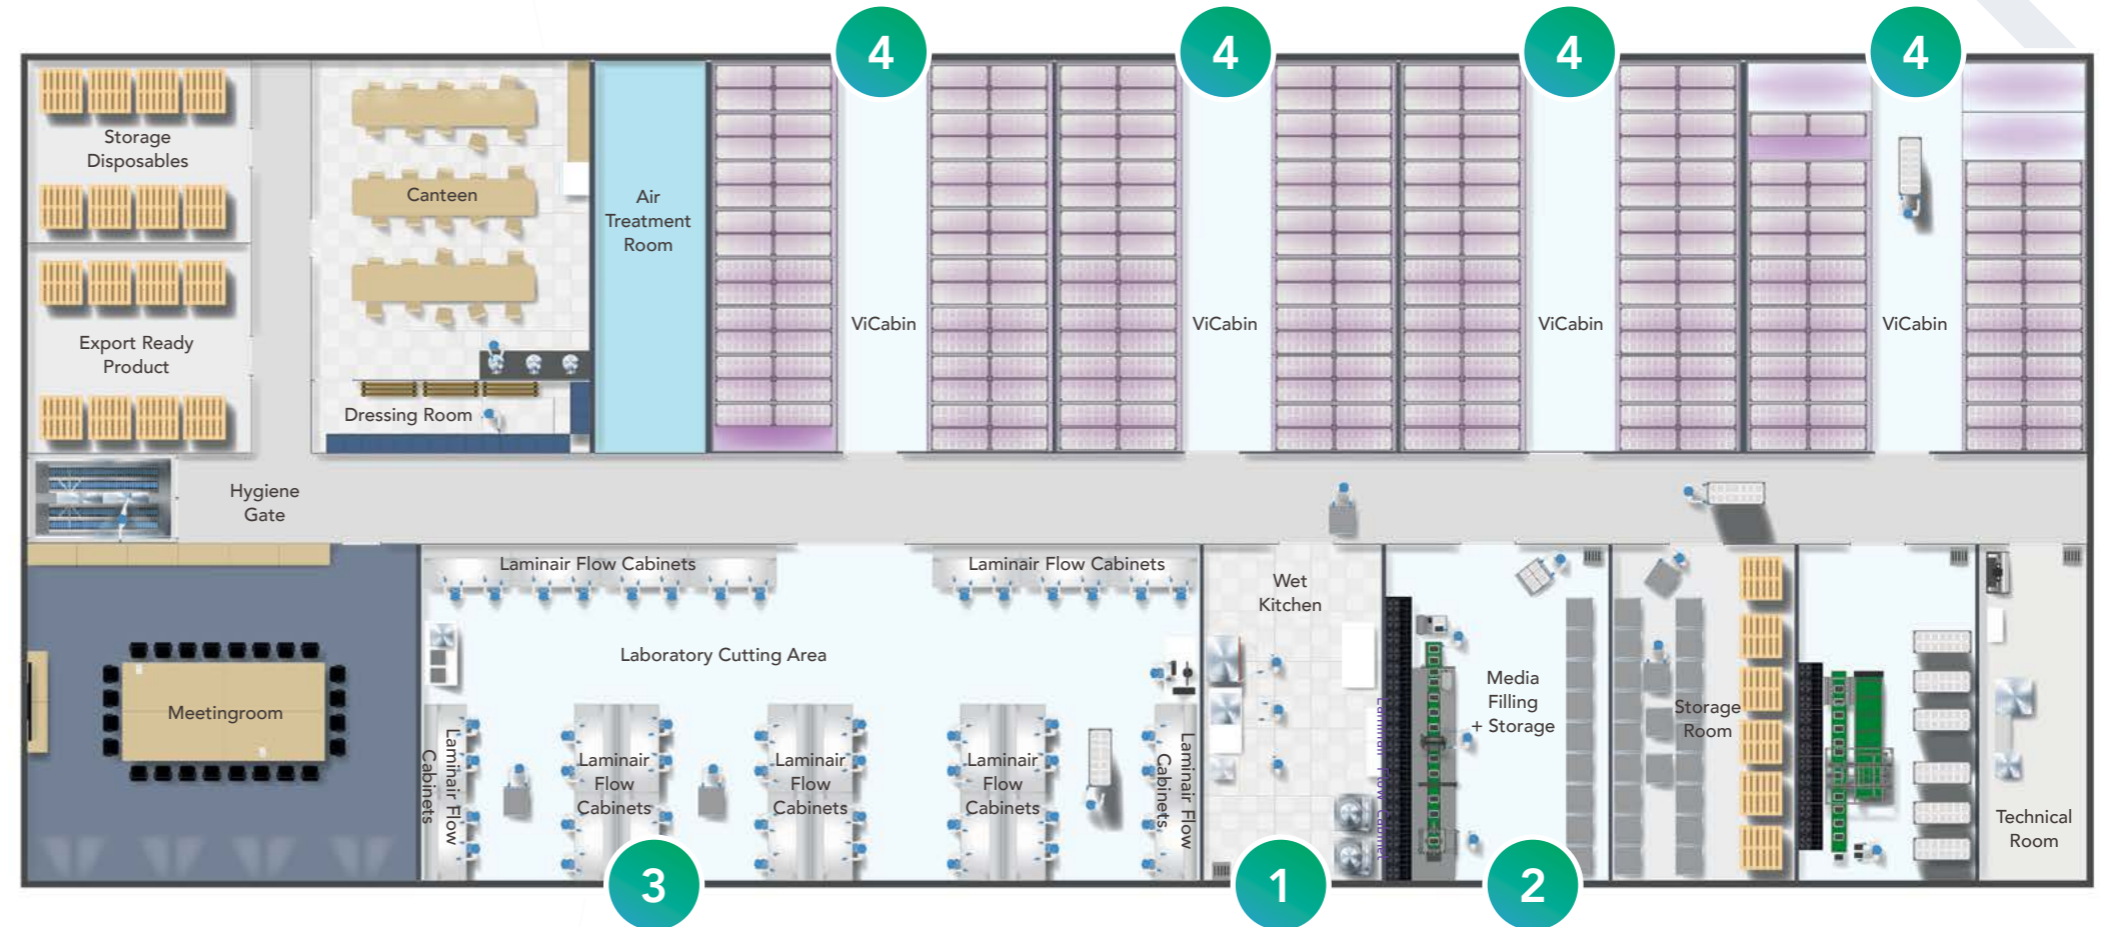 4
4
4
4
Storage
Disposables
Canteen
Air
Treatment
Room
ViCabin
ViCabin
ViCabin
ViCabin
Export Ready
Product
Dressing Room
Hygiene
Gate
Laminair Flow Cabinets
Laminair Flow Cabinets
Wet
Kitchen
Laboratory Cutting Area
Meetingroom
Media
Filling
+ Storage
Storage
Room
Laminair Flow
Cabinets
Laminair
Flow
Cabinets
Laminair
Flow
Cabinets
Laminair
Flow
Cabinets
Laminair Flow
Cabinets
Laminair Flow Cabinet
Technical
Room
3
1
2